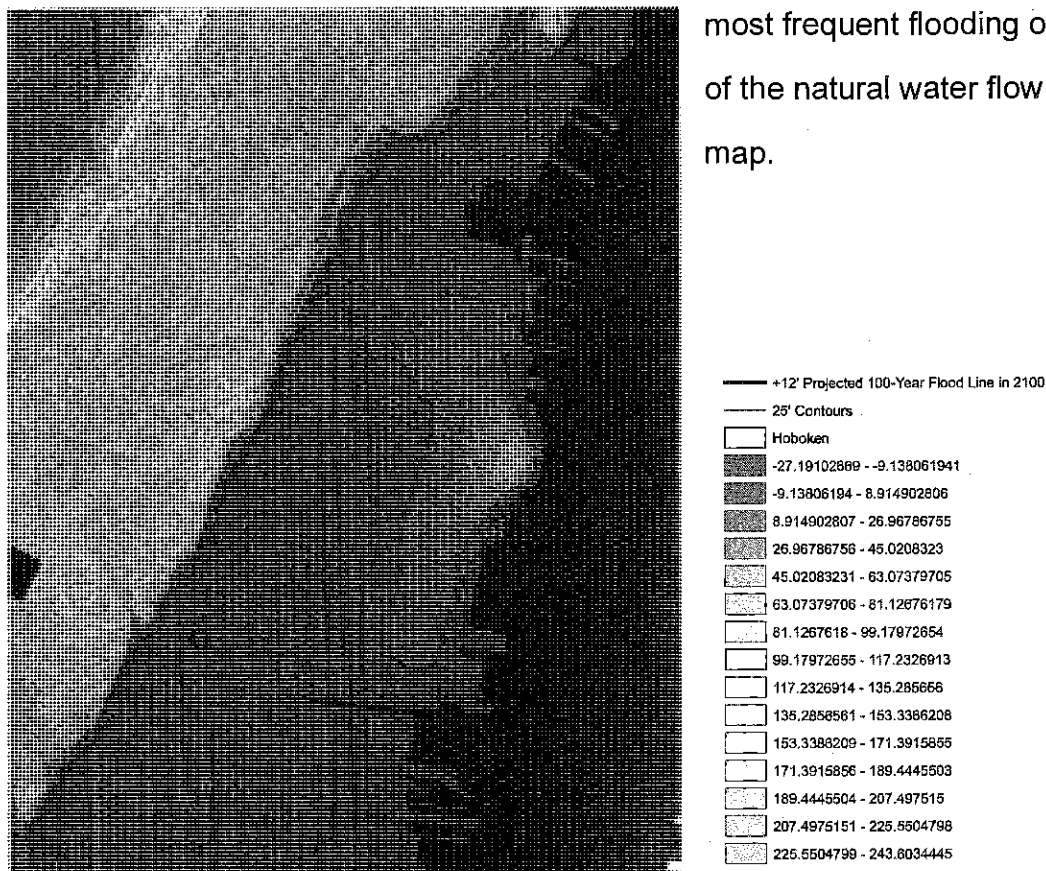 most frequent flooding o
of the natural water flow
map.
+12' Projected 100-Year Flood Line in 2100
25' Contours
Hoboken
-27.19102869 - -9.138061941
-9.13806194 - 8.914902806
8.914902807 - 26.96786755
26.96786756 - 45.0208323
45.02083231 - 63.07379705
63.07379706 - 81.12676179
81.1267618 - 99.17972654
99.17972655 - 117.2326913
117.2326914 - 135.285656
135.2856561 - 153.3386208
153.3386209 - 171.3915855
171.3915856 - 189.4445503
189.4445504 - 207.497515
207.4975151 - 225.5504798
225.5504799 - 243.6034445